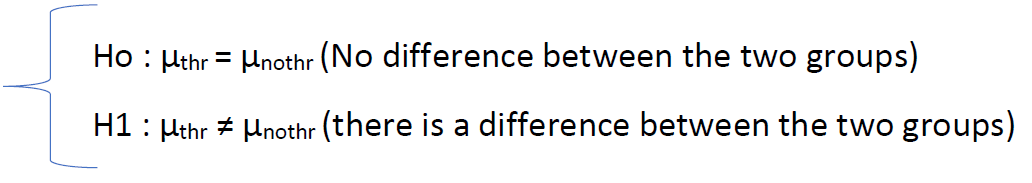 Ho : μthr = μnothr (No difference between the two groups)
H1 : μthr ≠ μnothr (there is a difference between the two groups)